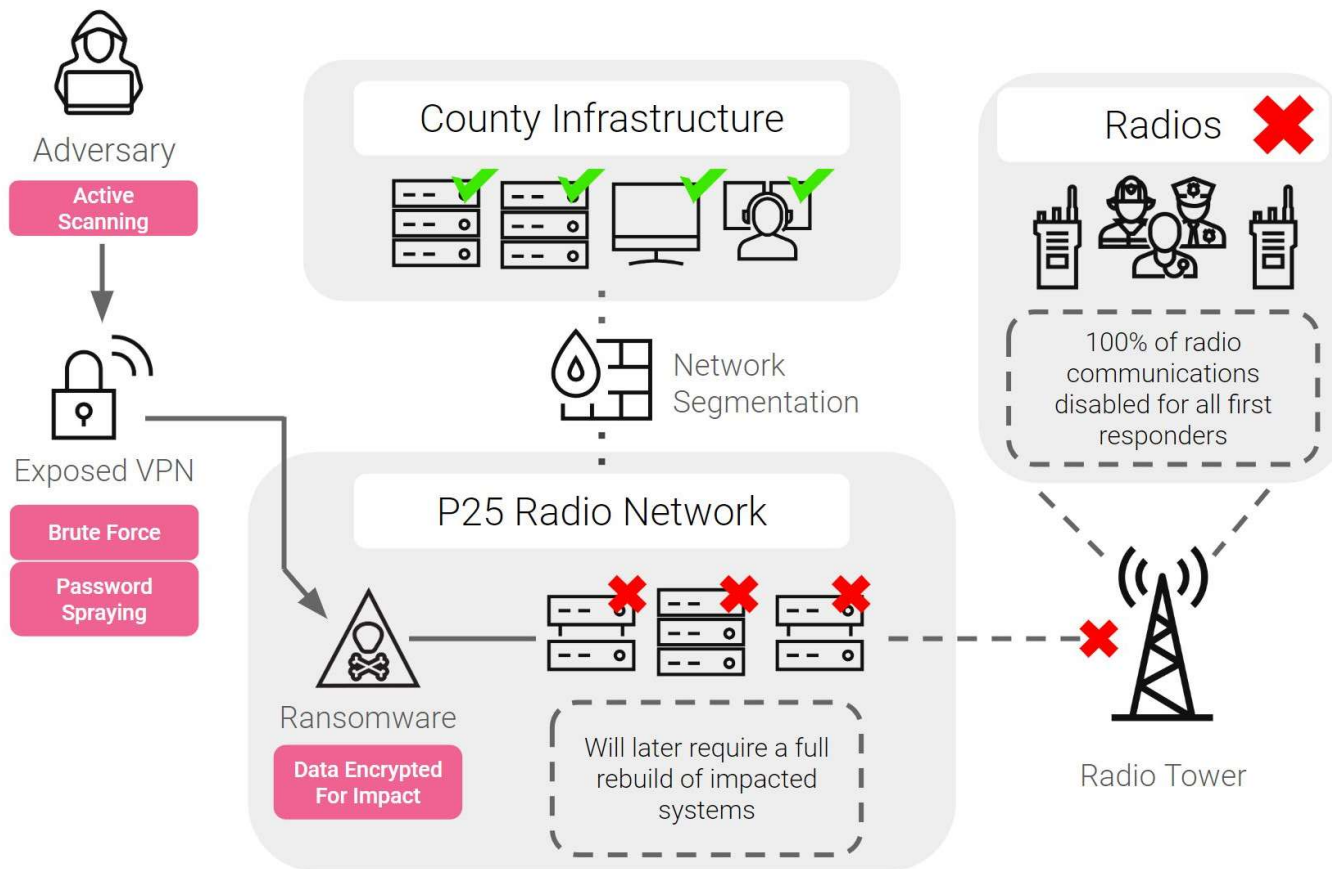 Adversary
Active
Scanning
Exposed VPN
Brute Force
Password
Spraying
County Infrastructure
Network
Segmentation
P25 Radio Network
Ransomware
Data Encrypted
For Impact
Will later require a full
rebuild of impacted
systems
Radios
100% of radio
communications
disabled for all first
responders
Radio Tower